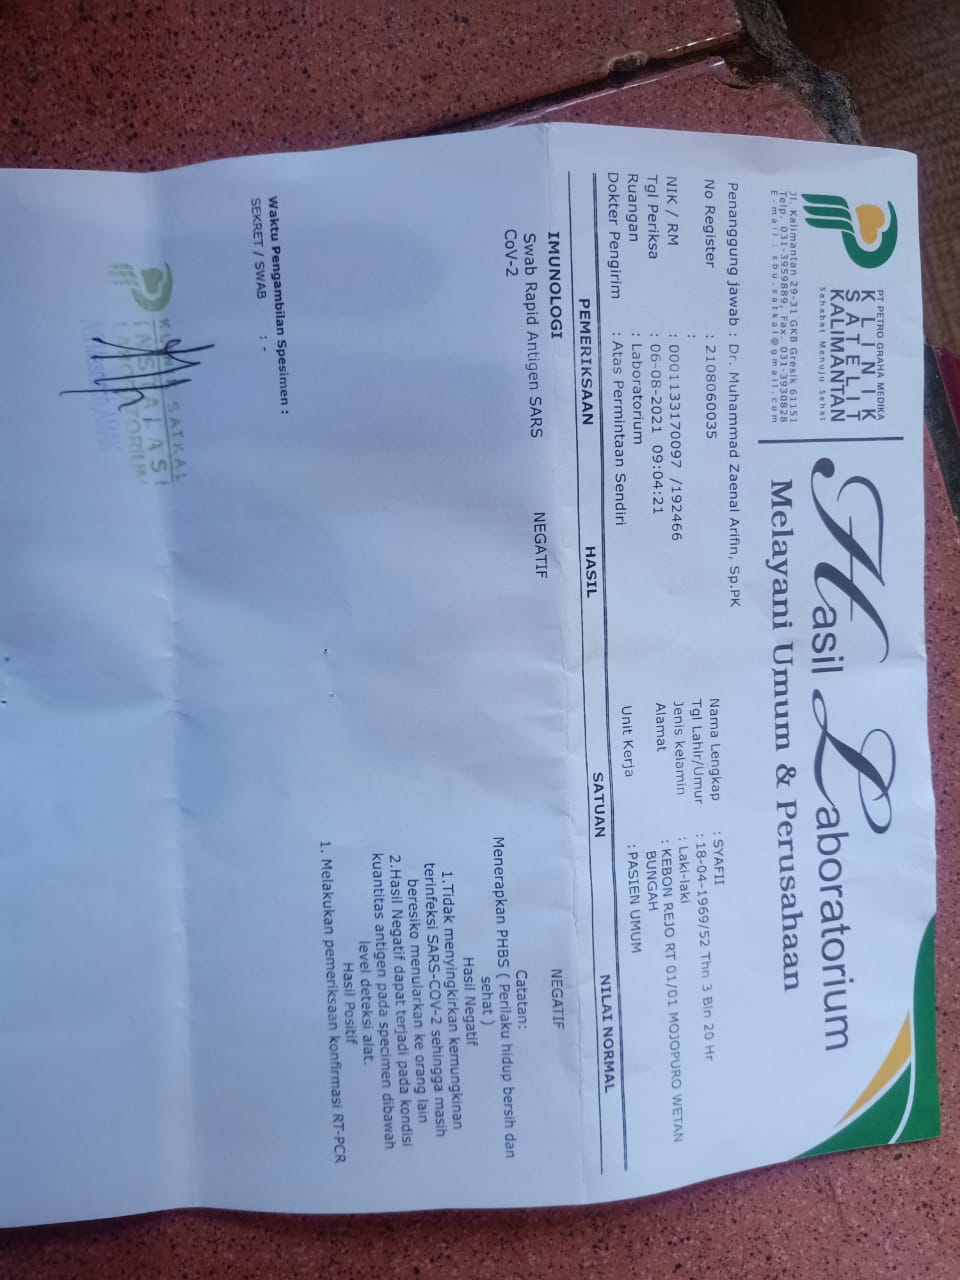 PT PETRO GRAHA MEDIKA
KLINIK
SATELIT
KALIMANTAN
Sahabat Menuju Sehat
Jl. Kalimantan 29-31 GKB Gresik 61151
Telp. 031-3959889, Fax. 031-3930828
E-mail : sbu.satkal@gmail.com
Hasil Laboratorium
Melayani Umum & Perusahaan
Penanggung jawab : Dr. Muhammad Zaenal Arifin, Sp.PK
No Register : 2108060035
:
NIK / RM : 0001133170097 /192466
Tgl Periksa : 06-08-2021 09:04:21
Ruangan : Laboratorium
Dokter Pengirim : Atas Permintaan Sendiri
Nama Lengkap : SYAFII
Tgl Lahir/Umur : 18-04-1969/52 Thn 3 Bln 20 Hr
Jenis kelamin : Laki-laki
Alamat : KEBON REJO RT 01/01 MOJOPURO WETAN
BUNGAH
Unit Kerja : PASIEN UMUM
PEMERIKSAAN HASIL SATUAN NILAI NORMAL
IMUNOLOGI
Swab Rapid Antigen SARS NEGATIF NEGATIF
CoV-2
Catatan:
Menerapkan PHBS ( Perilaku hidup bersih dan
sehat )
Hasil Negatif
1.Tidak menyingkirkan kemungkinan
terinfeksi SARS-COV-2 sehingga masih
beresiko menularkan ke orang lain
2.Hasil Negatif dapat terjadi pada kondisi
kuantitas antigen pada specimen dibawah
level deteksi alat.
Hasil Positif
1. Melakukan pemeriksaan konfirmasi RT-PCR
Waktu Pengambilan Spesimen :
SEKRET / SWAB : -
KLINIK SATKAL
INSTALASI
LABORATORIUM